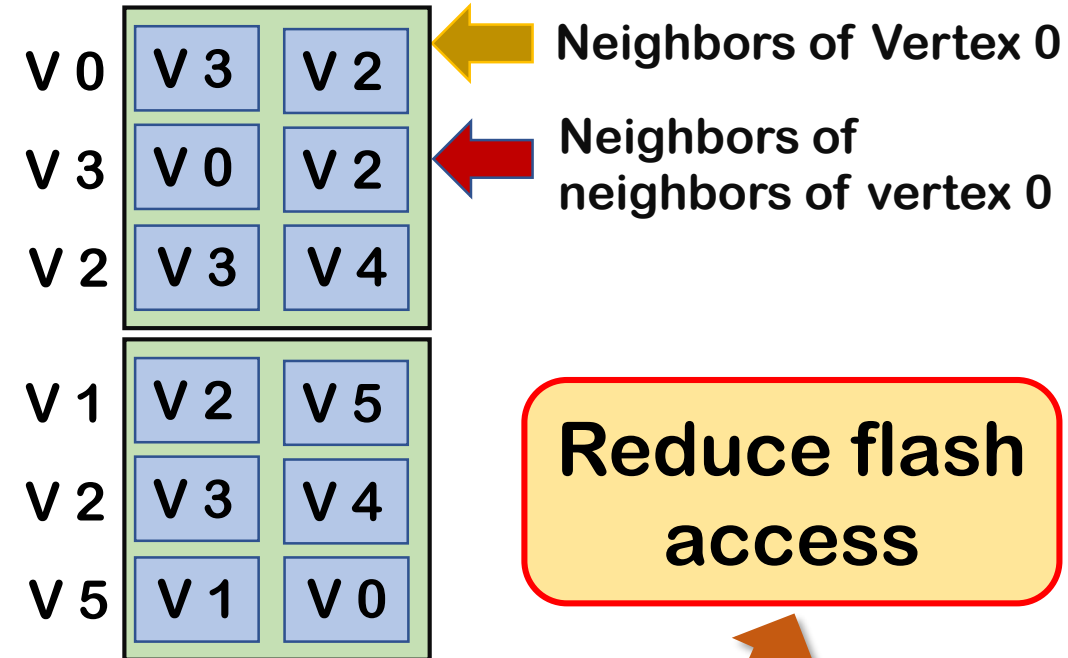 V 0 V 3 V 2 Neighbors of Vertex 0
V 3 V 0 V 2 Neighbors of
neighbors of vertex 0
V 2 V 3 V 4
V 1 V 2 V 5
V 2 V 3 V 4
V 5 V 1 V 0
Reduce flash
access